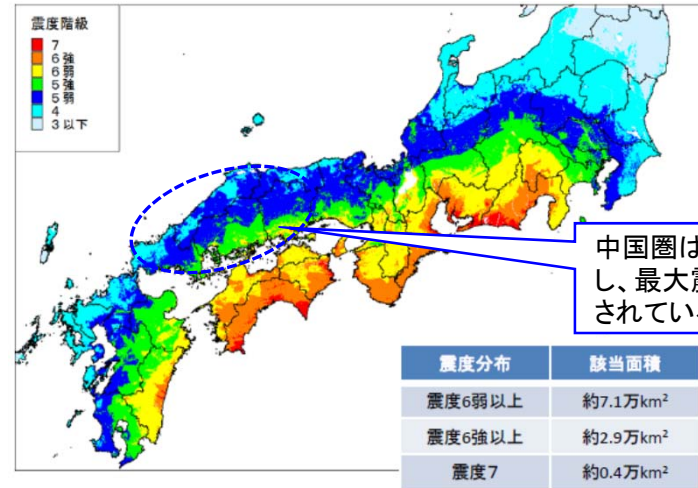 震度階級
7
6強
6弱
5強
5弱
4
3以下
中国圏は
し、最大震
されてい
震度分布 該当面積
震度6弱以上 約7.1万km²
震度6強以上 約2.9万km²
震度7 約0.4万km²